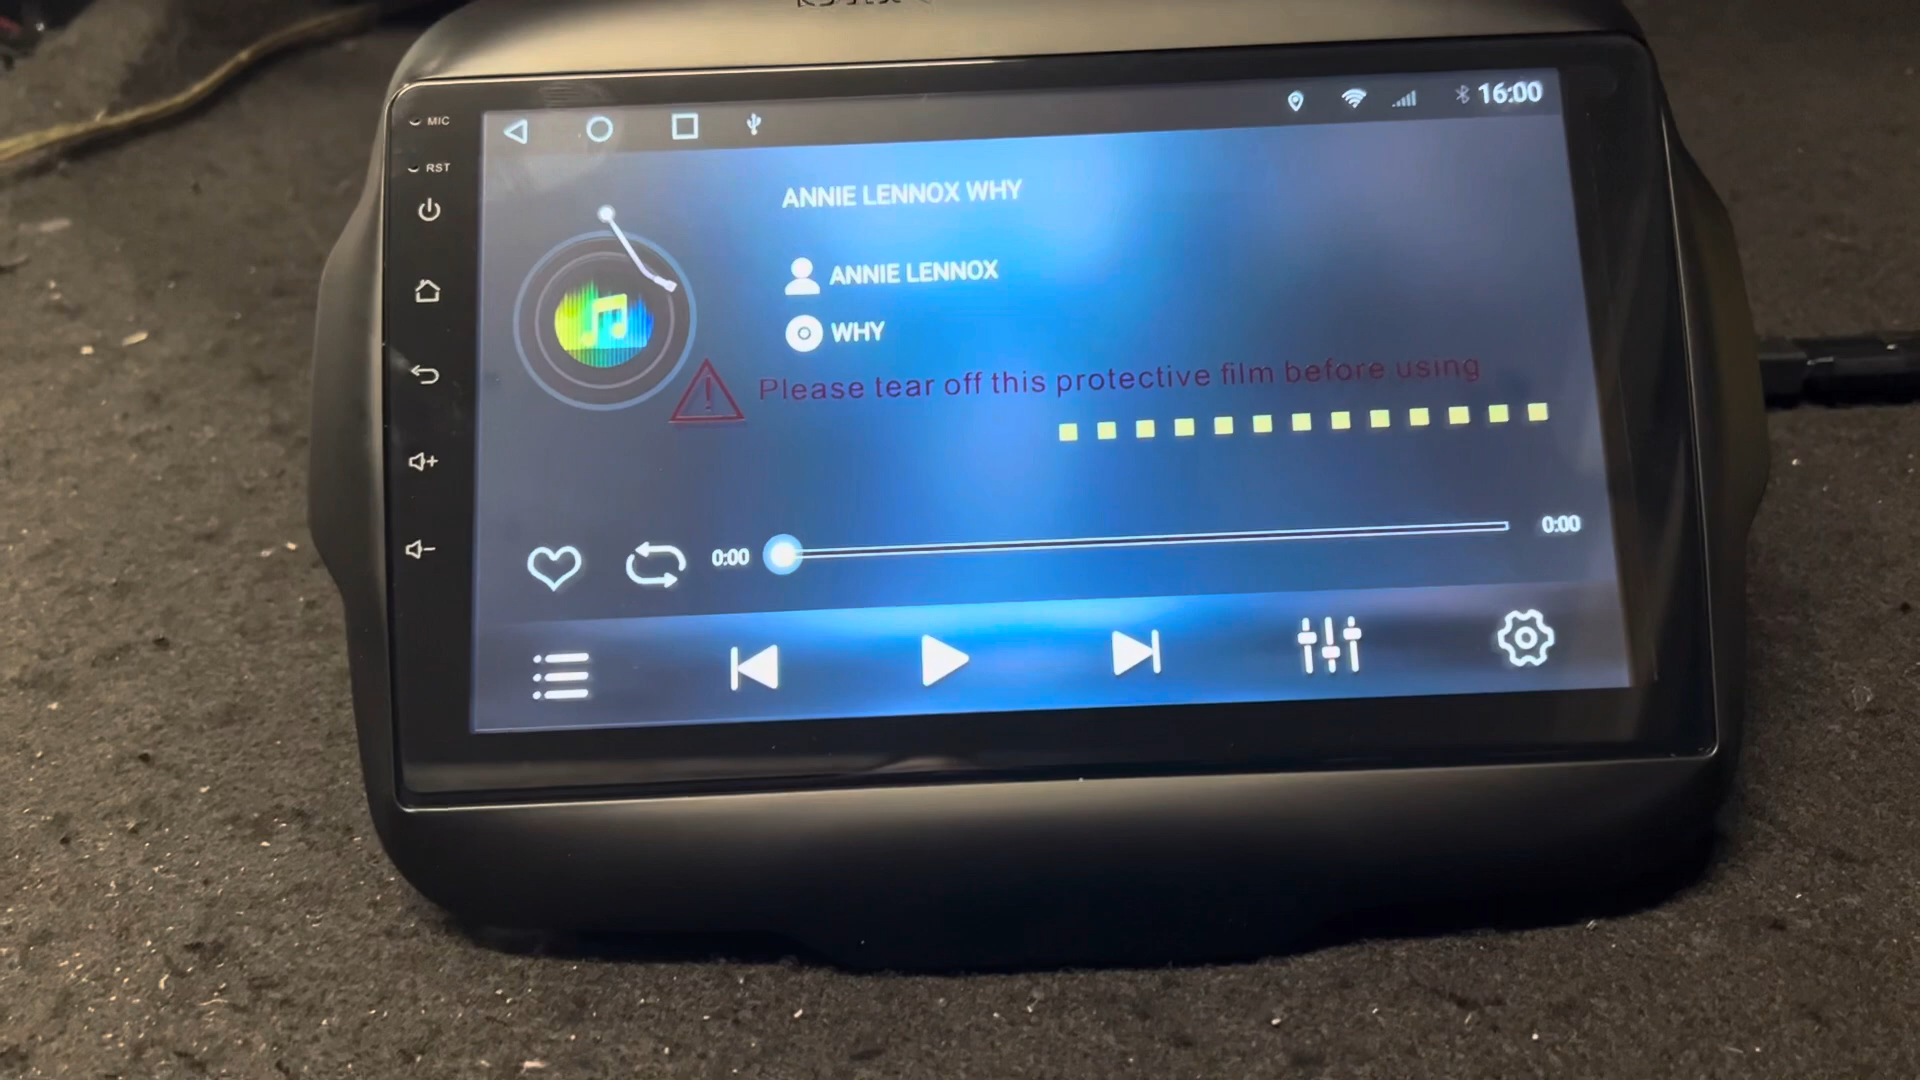 MIC
RST
16:00
ANNIE LENNOX WHY
ANNIE LENNOX
WHY
Please tear off this protective film before using
0:00
0:00